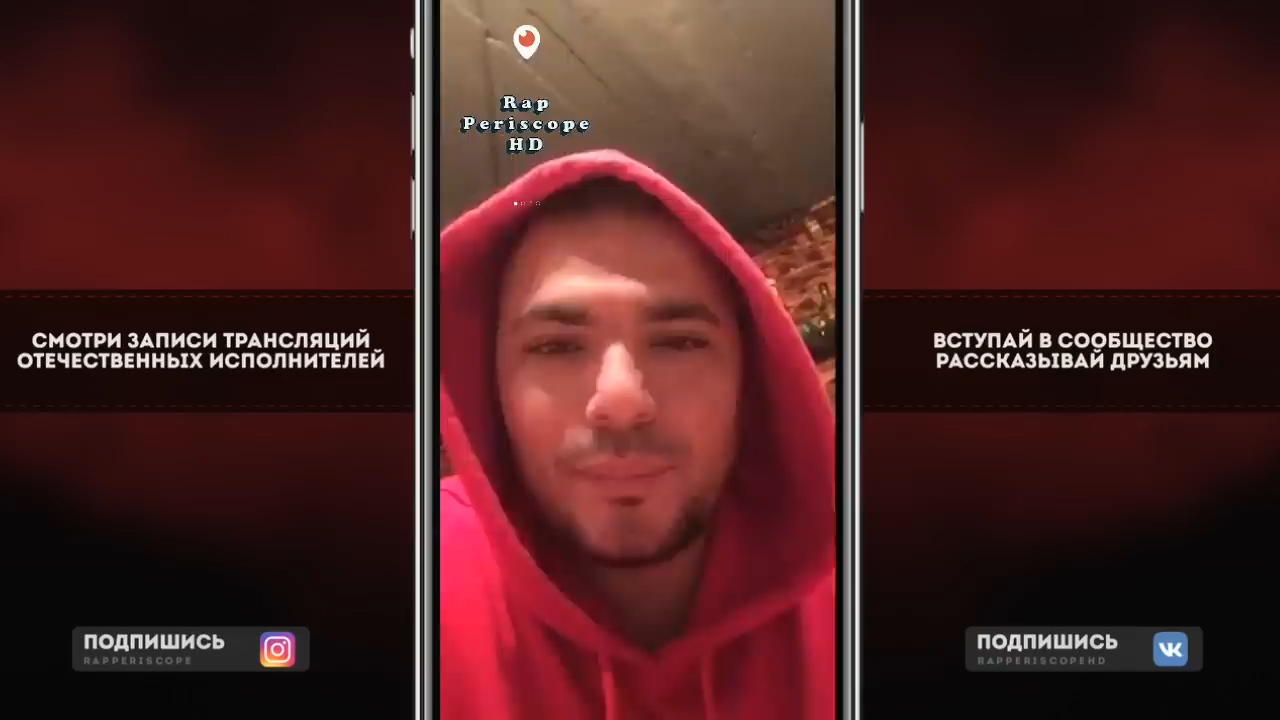 Rap
Periscope
HD
СМОТРИ ЗАПИСИ ТРАНСЛЯЦИЙ
ОТЕЧЕСТВЕННЫХ ИСПОЛНИТЕЛЕЙ
ВСТУПАЙ В СООБЩЕСТВО
РАССКАЗЫВАЙ ДРУЗЬЯМ
ПОДПИШИСЬ
RAPPERISCOPE
ПОДПИШИСЬ
RAPPERISCOPEHD